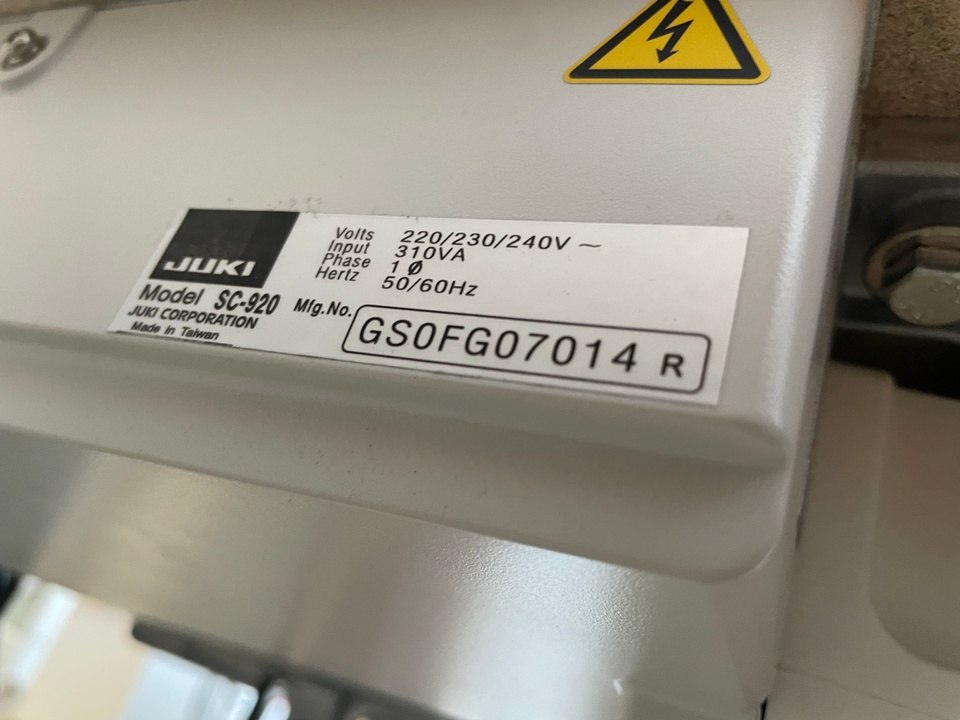 JUKI
Model SC-920
JUKI CORPORATION
Made in Taiwan
Volts 220/230/240V ~
Input 310VA
Phase 1 Ø
Hertz 50/60Hz
Mfg.No. GS0FG07014 R